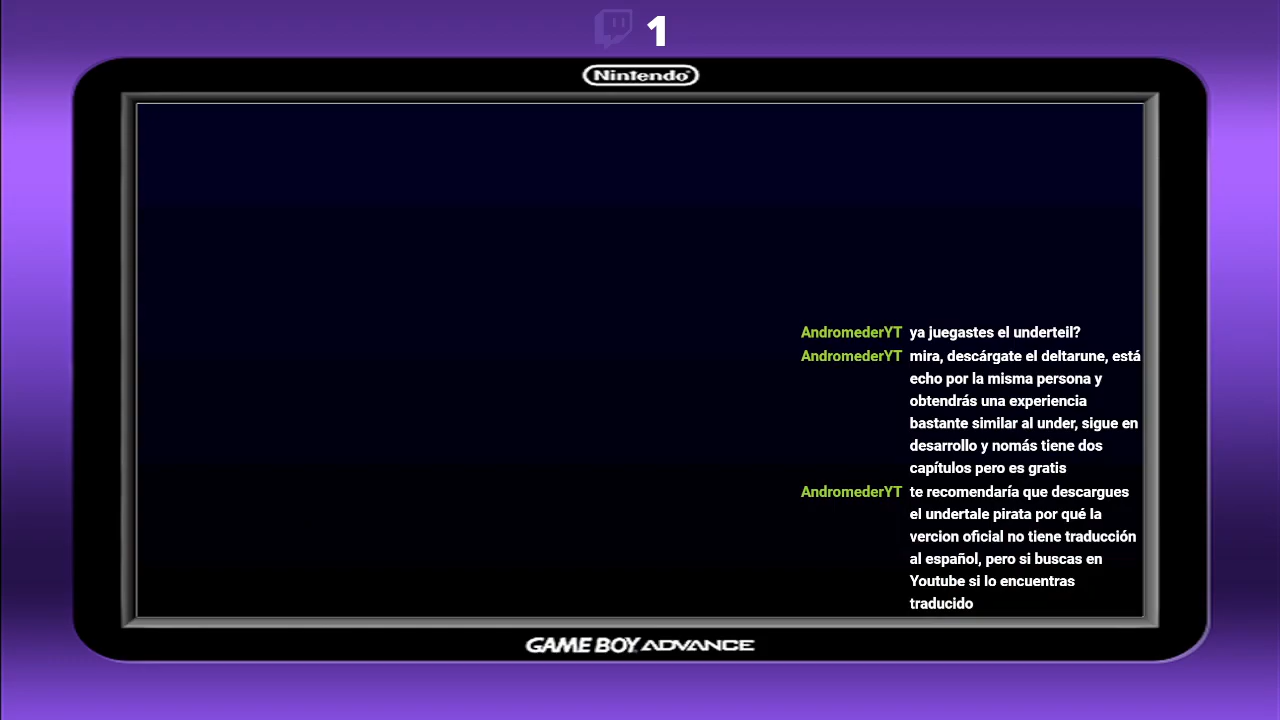 1
Nintendo
AndromederYT ya juegastes el underteil?
AndromederYT mira, descárgate el deltarune, está
echo por la misma persona y
obtendrás una experiencia
bastante similar al under, sigue en
desarrollo y nomás tiene dos
capítulos pero es gratis
AndromederYT te recomendaría que descargues
el undertale pirata por qué la
vercion oficial no tiene traducción
al español, pero si buscas en
Youtube si lo encuentras
traducido
GAME BOY ADVANCE